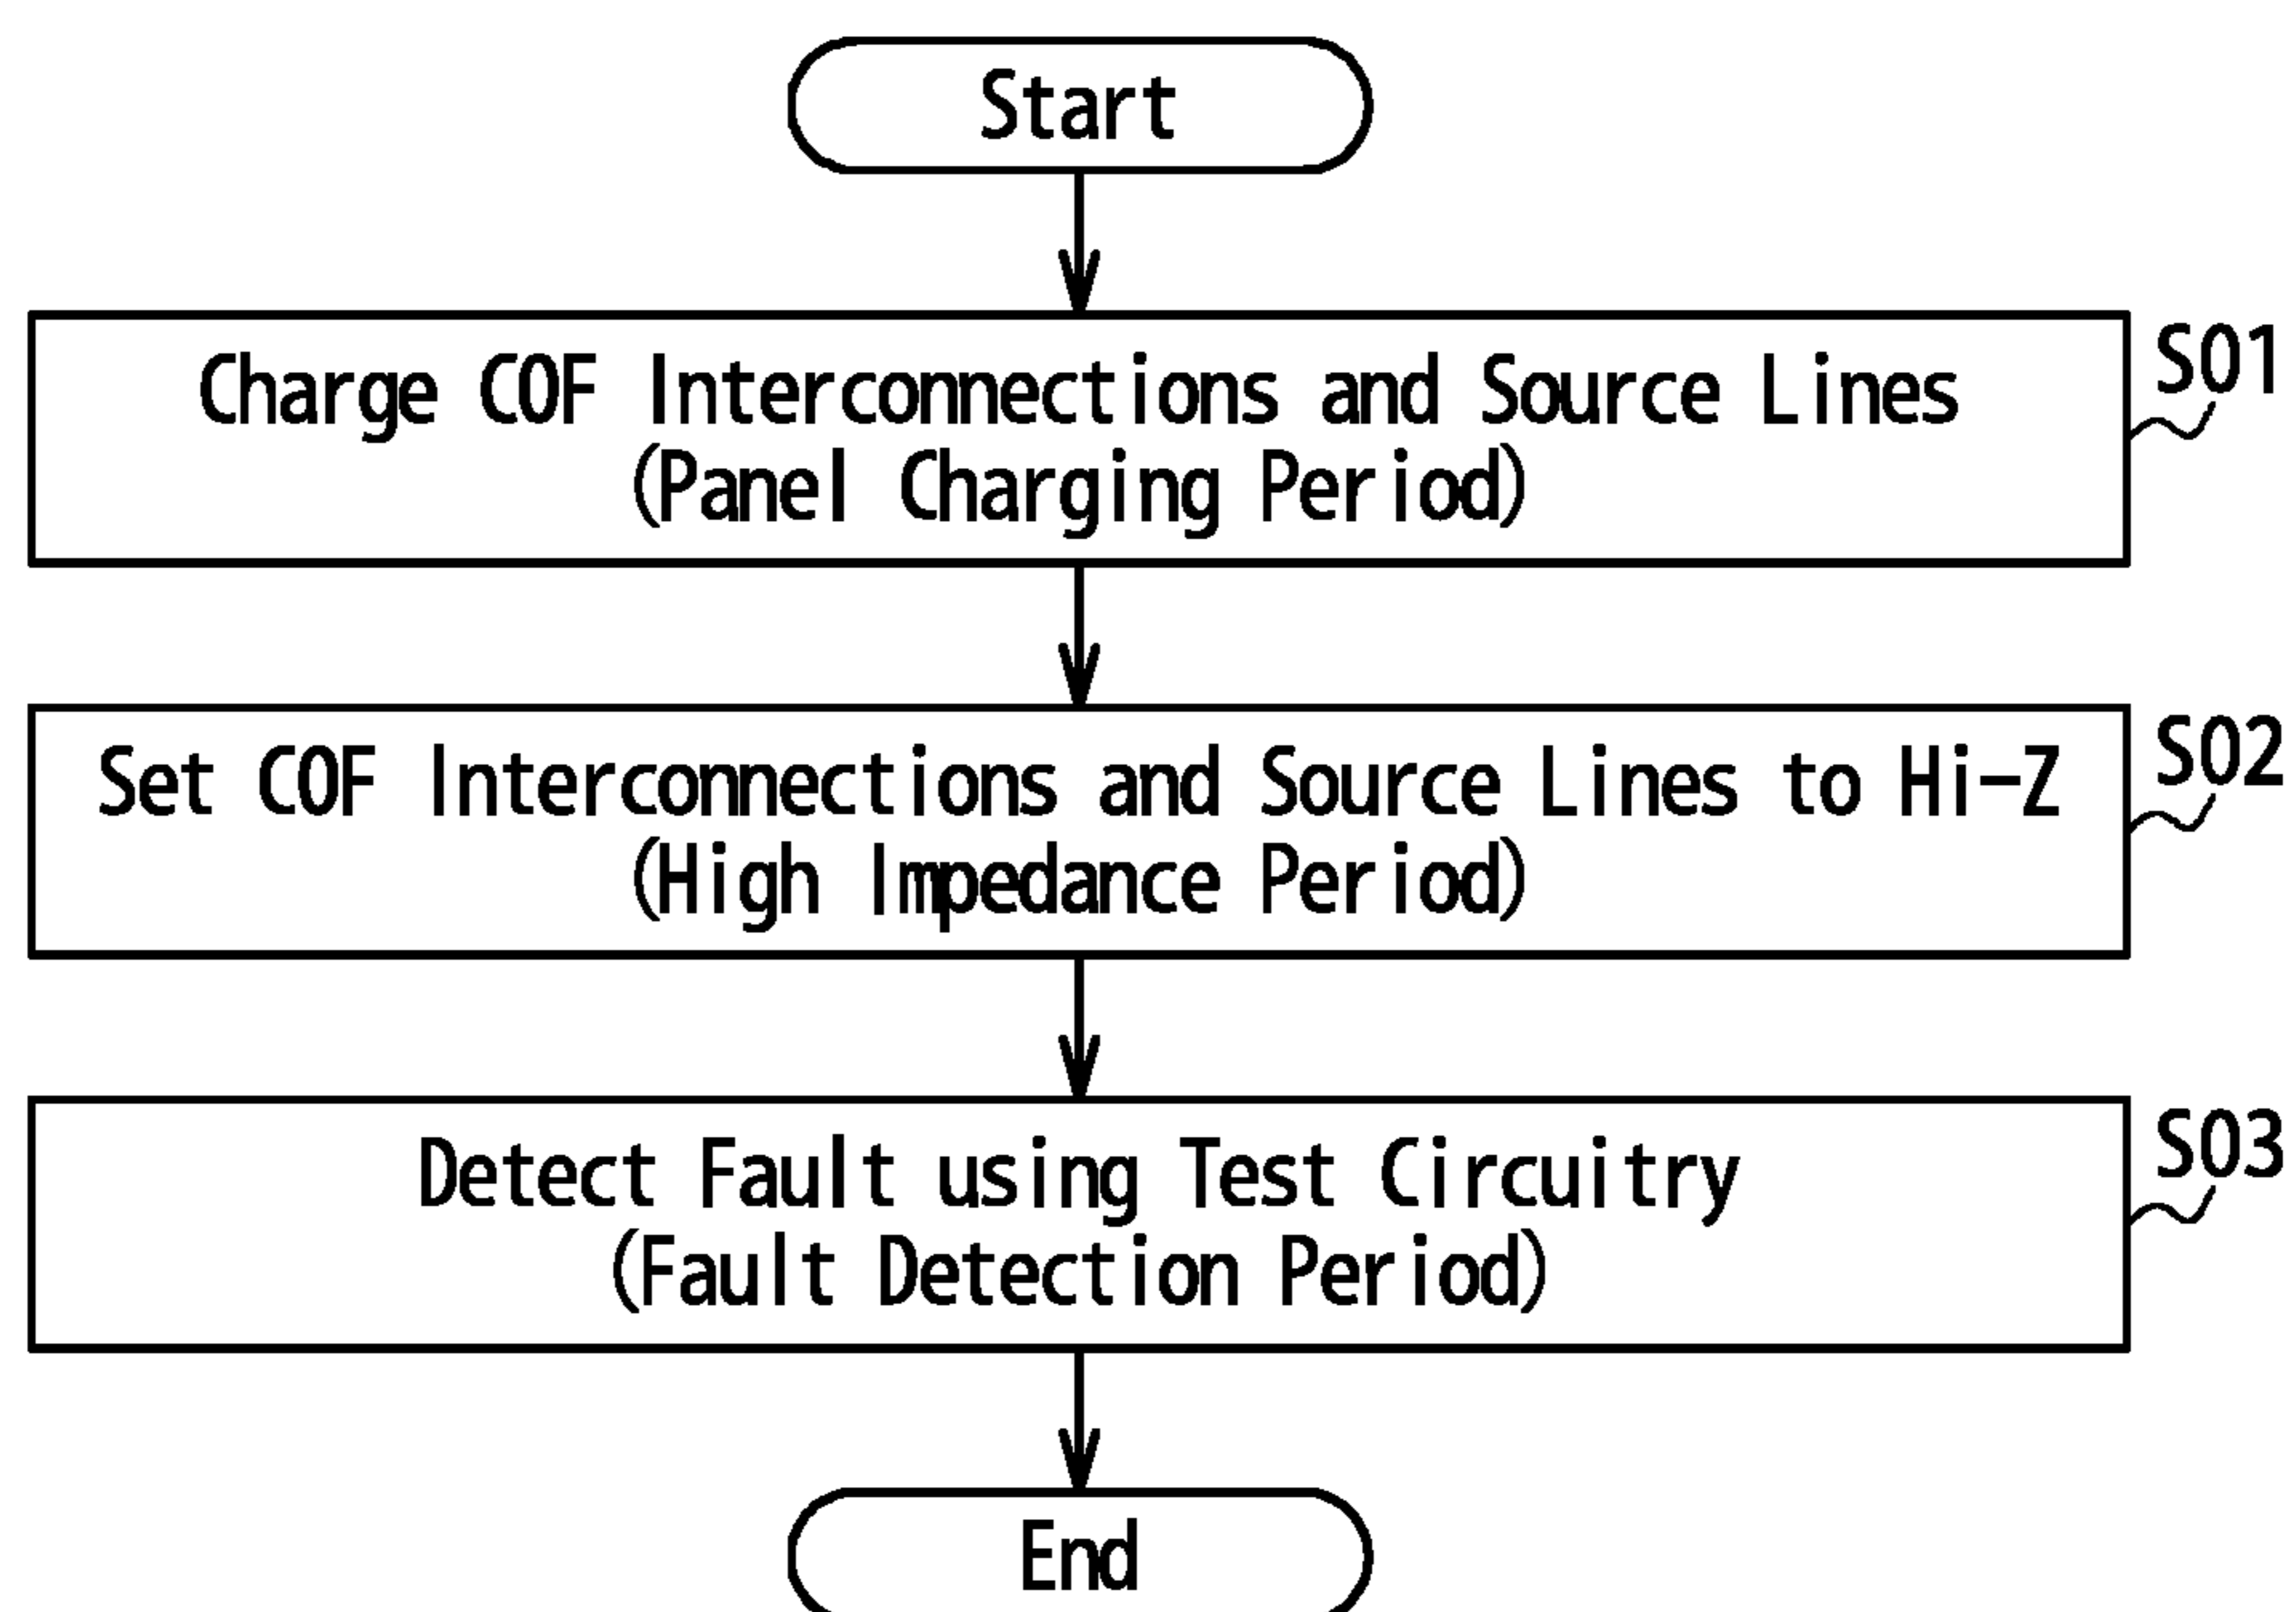 Start
Charge COF Interconnections and Source Lines
(Panel Charging Period)
S01
Set COF Interconnections and Source Lines to Hi-Z
(High Impedance Period)
S02
Detect Fault using Test Circuitry
(Fault Detection Period)
S03
End